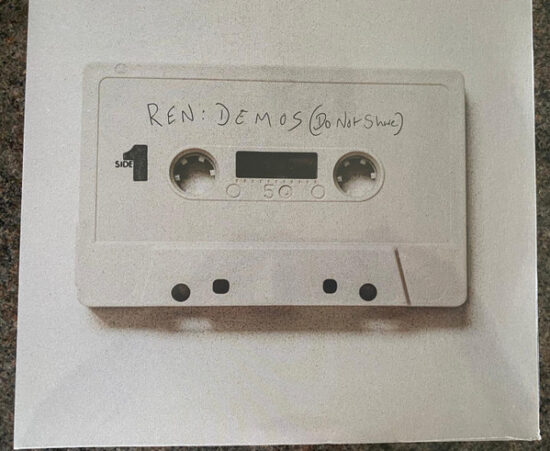 REN: DEMOS (Do Not Share)
SIDE 1
50